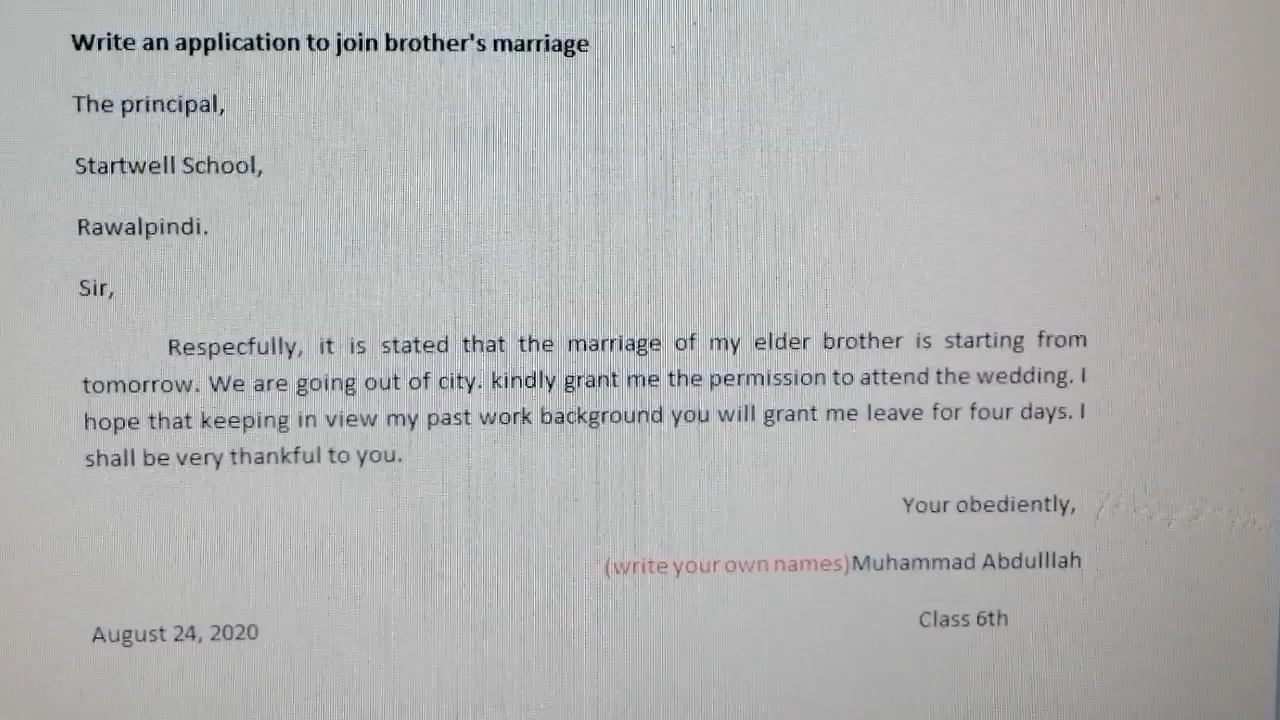 Write an application to join brother's marriage
The principal,
Startwell School,
Rawalpindi.
Sir,
Respecfully, it is stated that the marriage of my elder brother is starting from
tomorrow. We are going out of city. kindly grant me the permission to attend the wedding. I
hope that keeping in view my past work background you will grant me leave for four days. I
shall be very thankful to you.
Your obediently,
(write your own names)Muhammad Abdulllah
Class 6th
August 24, 2020